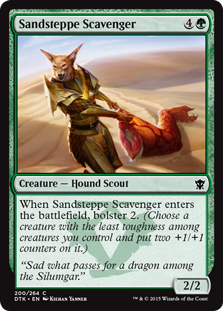 Sandsteppe Scavenger 4
Creature — Hound Scout
When Sandsteppe Scavenger enters
the battlefield, bolster 2. (Choose a
creature with the least toughness among
creatures you control and put two +1/+1
counters on it.)
"Sad what passes for a dragon among
the Silumgar."
2/2
200/264 C
DTK • EN KIERAN YANNER ™ & © 2015 Wizards of the Coast